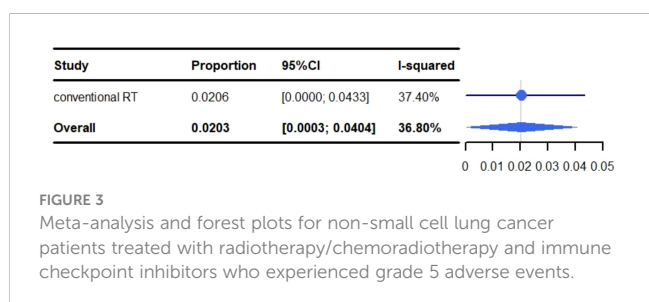 Study Proportion 95%CI I-squared
conventional RT 0.0206 [0.0000; 0.0433] 37.40%
Overall 0.0203 [0.0003; 0.0404] 36.80%
0 0.01 0.02 0.03 0.04 0.05
FIGURE 3
Meta-analysis and forest plots for non-small cell lung cancer
patients treated with radiotherapy/chemoradiotherapy and immune
checkpoint inhibitors who experienced grade 5 adverse events.